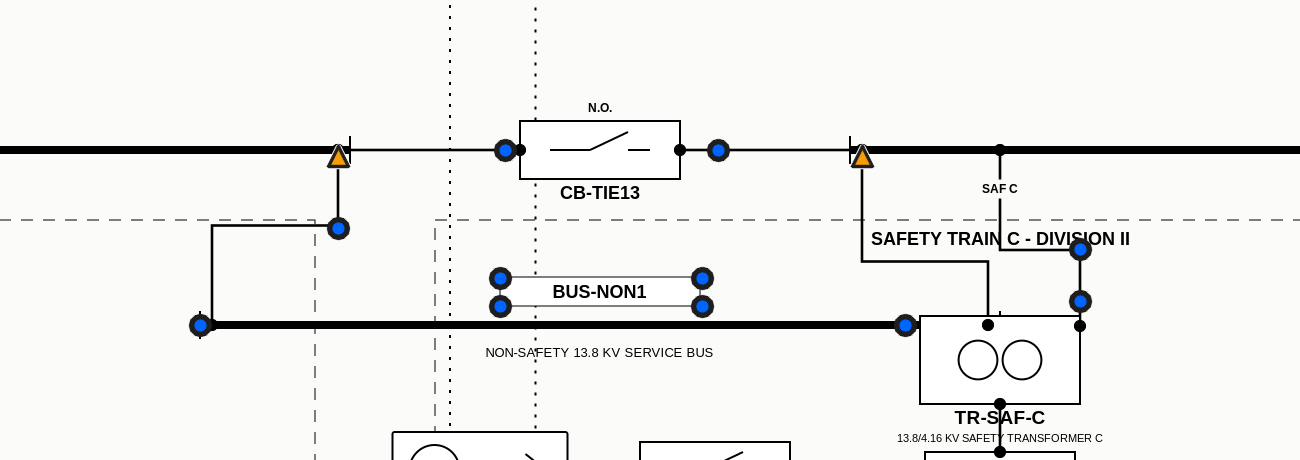 N.O.
CB-TIE13
SAF C
SAFETY TRAIN C - DIVISION II
BUS-NON1
NON-SAFETY 13.8 KV SERVICE BUS
TR-SAF-C
13.8/4.16 KV SAFETY TRANSFORMER C